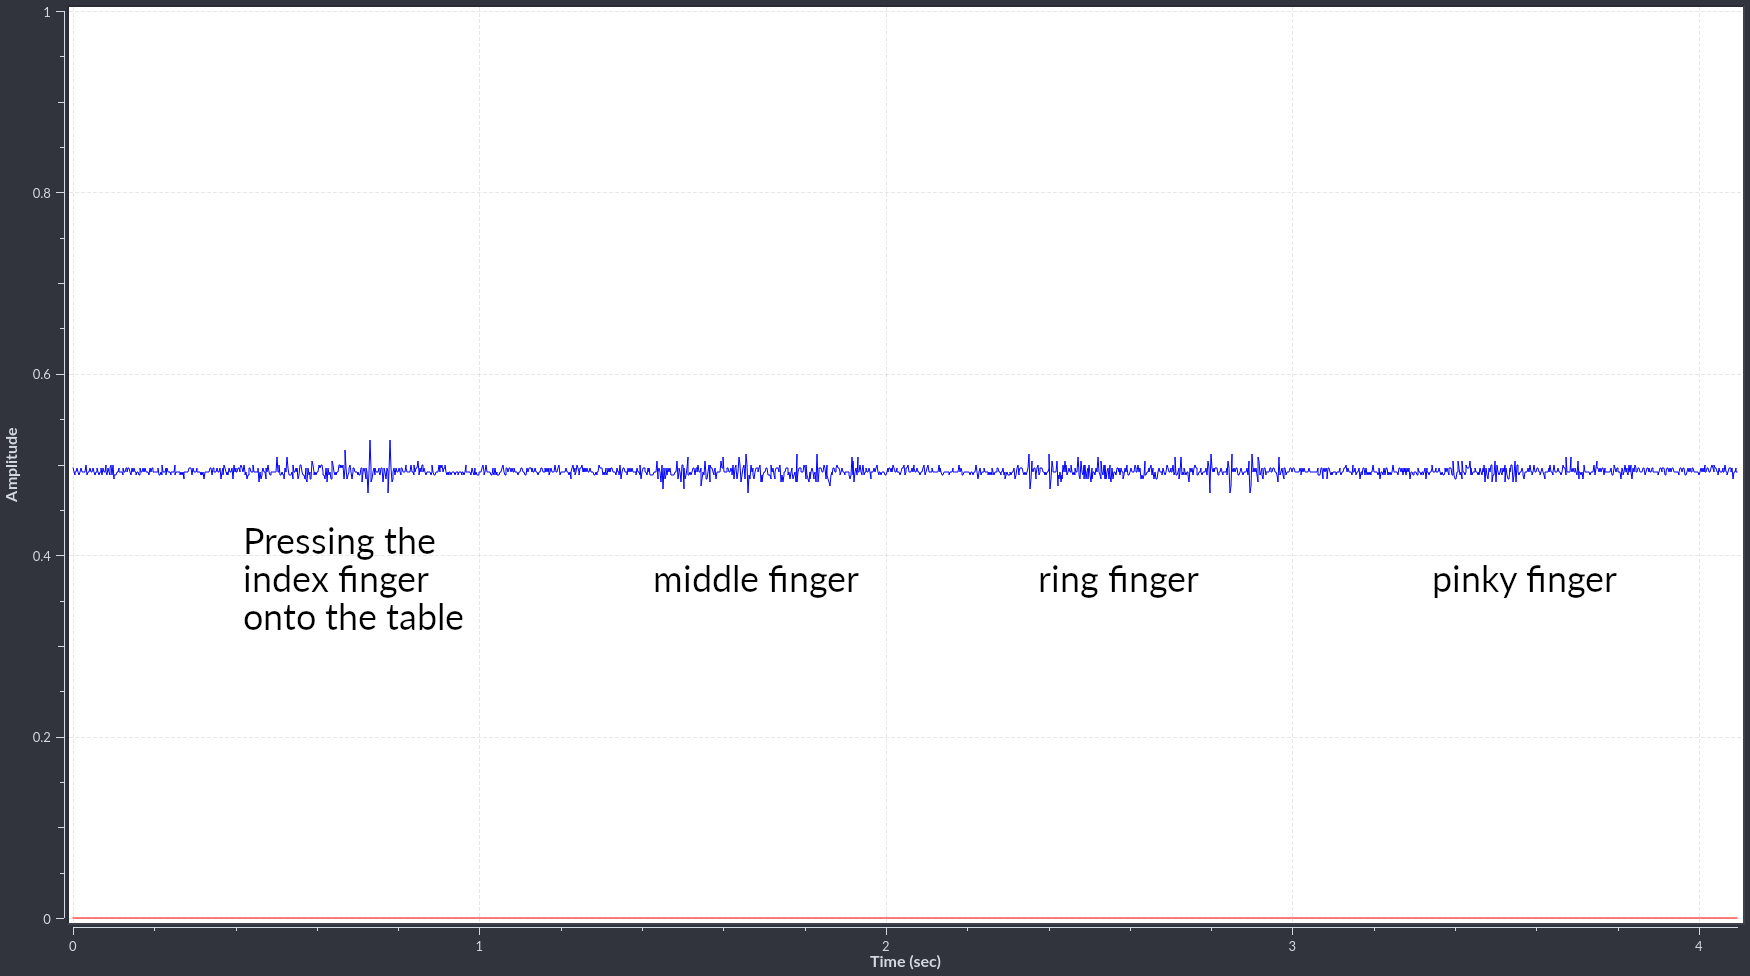 1
0.8
0.6
0.4
0.2
0
Amplitude
Pressing the
index finger
onto the table
middle finger
ring finger
pinky finger
0
1
2
3
4
Time (sec)